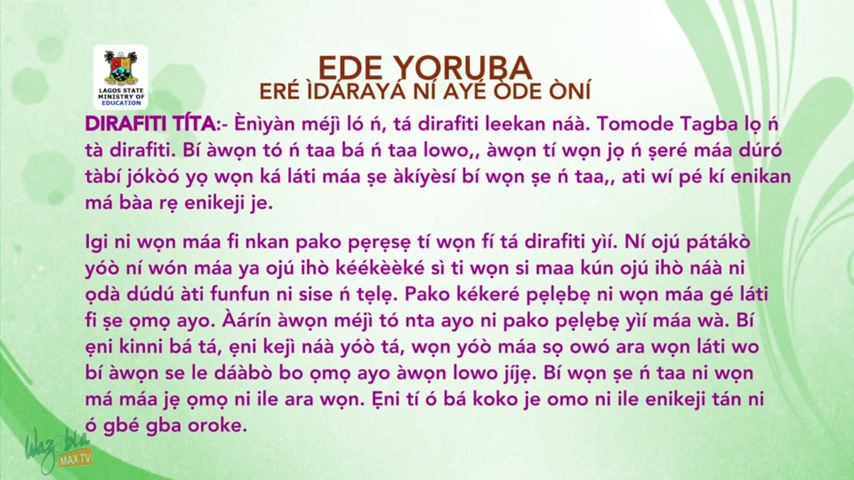 LAGOS STATE
MINISTRY OF
EDUCATION
EDE YORUBA
ERÉ ÌDÁRAYÁ NÍ AYÉ ÒDE ÒNÍ
DIRAFITI TÍTA:- Ènìyàn méjì ló ń, tá dirafiti leekan náà. Tomode Tagba lọ ń
tà dirafiti. Bí àwọn tó ń taa bá ń taa lowo,, àwọn tí wọn jọ ń ṣeré máa dúró
tàbí jókòó yọ wọn ká láti máa ṣe àkíyèsí bí wọn ṣe ń taa,, ati wí pé kí enikan
má bàa rẹ enikeji je.
Igi ni wọn máa fi nkan pako pẹrẹsẹ tí wọn fí tá dirafiti yìí. Ní ojú pátákò
yóò ní wón máa ya ojú ihò kéékèèké sì ti wọn si maa kún ojú ihò náà ni
ọdà dúdú àti funfun ni sise ń tẹlẹ. Pako kékeré pẹlẹbẹ ni wọn máa gé láti
fi ṣe ọmọ ayo. Àárín àwọn méjì tó nta ayo ni pako pẹlẹbẹ yìí máa wà. Bí
ẹni kinni bá tá, ẹni kejì náà yóò tá, wọn yóò máa sọ owó ara wọn láti wo
bí àwọn se le dáàbò bo ọmọ ayo àwọn lowo jíjẹ. Bí wọn ṣe ń taa ni wọn
má máa jẹ ọmọ ni ile ara wọn. Ẹni tí ó bá koko je omo ni ile enikeji tán ni
ó gbé gba oroke.
Wazobia
MAX TV